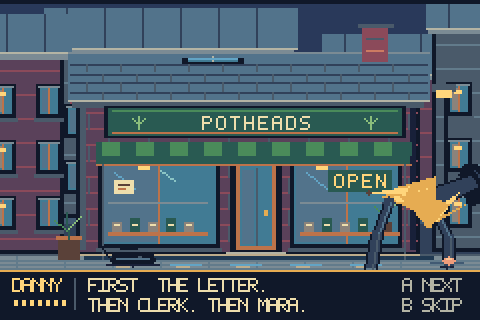 POTHEADS
OPEN
DANNY
FIRST THE LETTER.
THEN CLERK. THEN MARA.
A NEXT
B SKIP